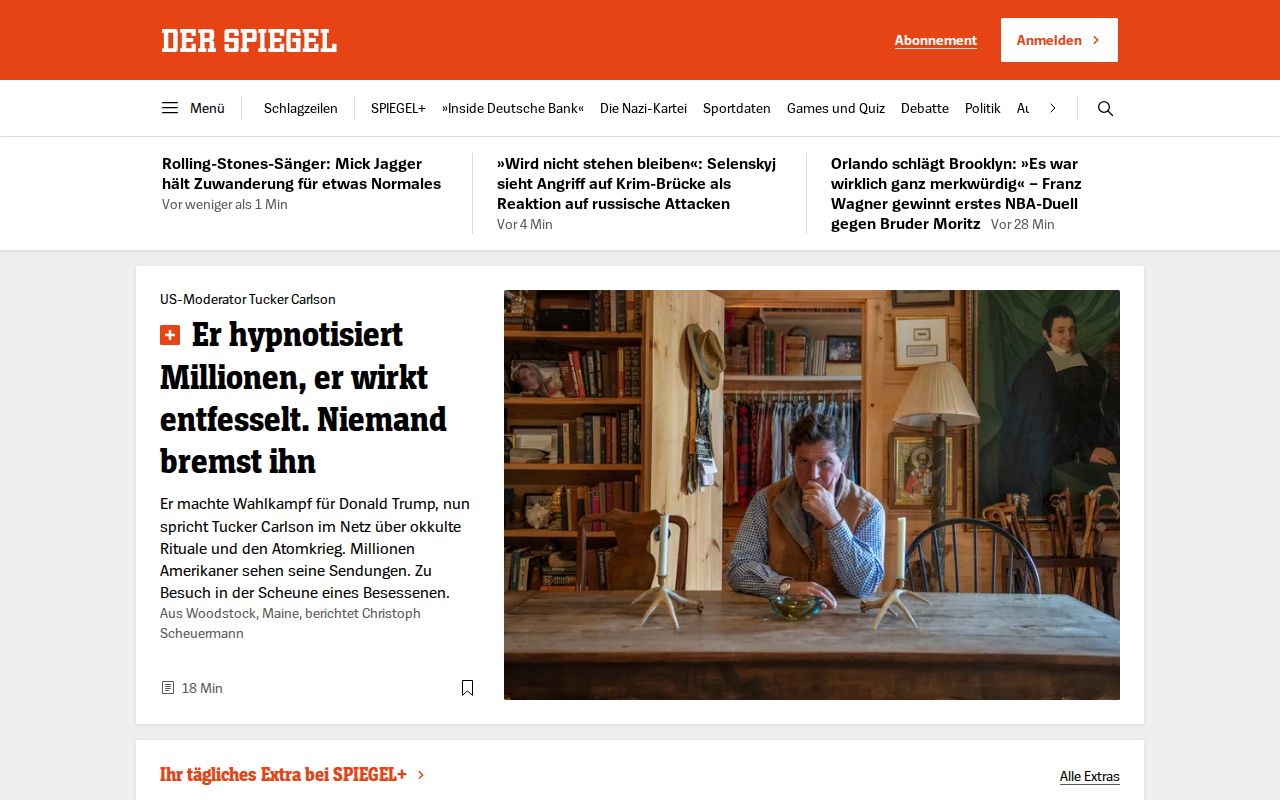 DER SPIEGEL
Abonnement
Anmelden
Menü
Schlagzeilen
SPIEGEL+
»Inside Deutsche Bank«
Die Nazi-Kartei
Sportdaten
Games und Quiz
Debatte
Politik
Rolling-Stones-Sänger: Mick Jagger
hält Zuwanderung für etwas Normales
Vor weniger als 1 Min
»Wird nicht stehen bleiben«: Selenskyj
sieht Angriff auf Krim-Brücke als
Reaktion auf russische Attacken
Vor 4 Min
Orlando schlägt Brooklyn: »Es war
wirklich ganz merkwürdig« – Franz
Wagner gewinnt erstes NBA-Duell
gegen Bruder Moritz Vor 28 Min
US-Moderator Tucker Carlson
Er hypnotisiert
Millionen, er wirkt
entfesselt. Niemand
bremst ihn
Er machte Wahlkampf für Donald Trump, nun
spricht Tucker Carlson im Netz über okkulte
Rituale und den Atomkrieg. Millionen
Amerikaner sehen seine Sendungen. Zu
Besuch in der Scheune eines Besessenen.
Aus Woodstock, Maine, berichtet Christoph
Scheuermann
18 Min
Ihr tägliches Extra bei SPIEGEL+
Alle Extras